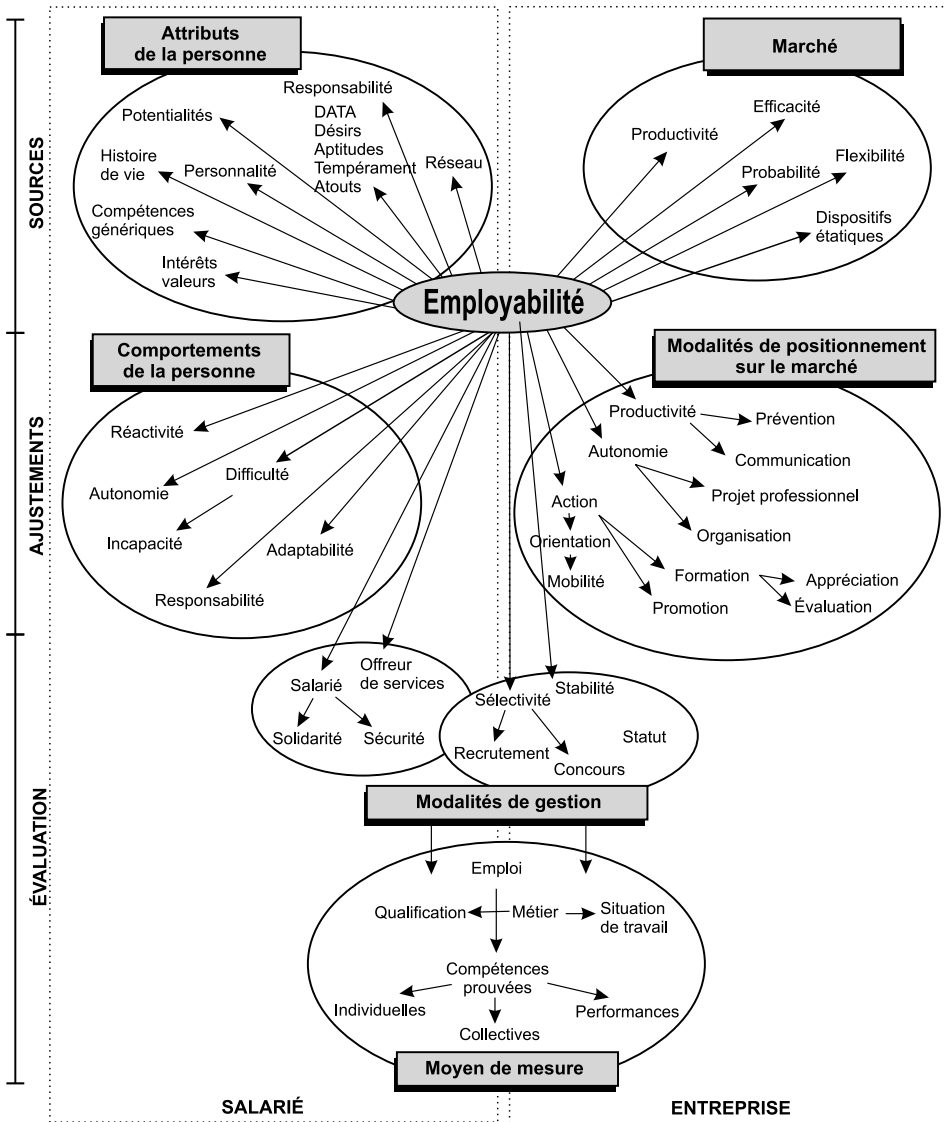 Attributs
de la personne
Marché
SOURCES
Responsabilité
Potentialités
DATA
Désirs
Aptitudes
Tempérament
Atouts
Histoire
de vie
Personnalité
Réseau
Compétences
génériques
Intérêts
valeurs
Efficacité
Productivité
Flexibilité
Probabilité
Dispositifs
étatiques
Employabilité
AJUSTEMENTS
Comportements
de la personne
Modalités de positionnement
sur le marché
Réactivité
Autonomie
Difficulté
Incapacité
Adaptabilité
Responsabilité
Productivité
Prévention
Autonomie
Communication
Projet professionnel
Action
Organisation
Orientation
Mobilité
Formation
Appréciation
Promotion
Évaluation
ÉVALUATION
Offreur
de services
Salarié
Solidarité
Sécurité
Stabilité
Sélectivité
Statut
Recrutement
Concours
Modalités de gestion
Emploi
Qualification
Métier
Situation
de travail
Compétences
prouvées
Individuelles
Performances
Collectives
Moyen de mesure
SALARIÉ
ENTREPRISE